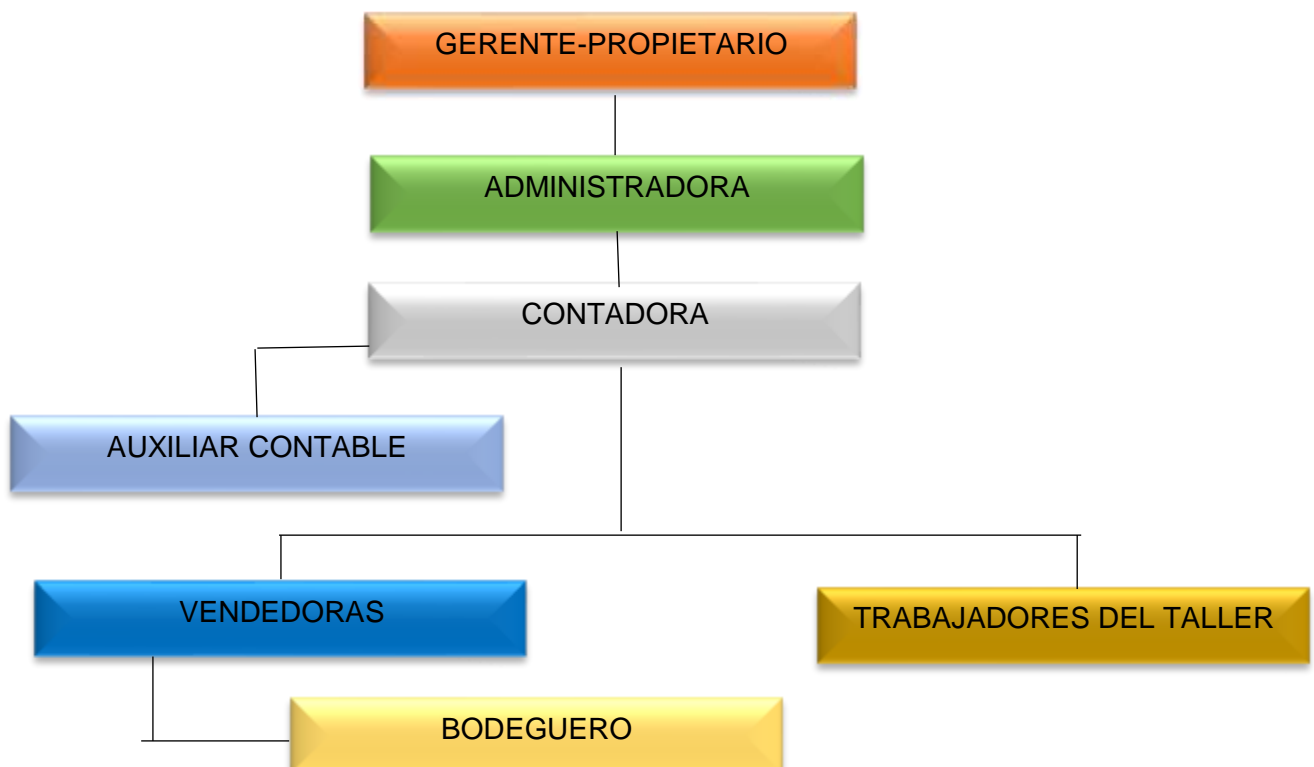 GERENTE-PROPIETARIO
ADMINISTRADORA
CONTADORA
AUXILIAR CONTABLE
VENDEDORAS
TRABAJADORES DEL TALLER
BODEGUERO